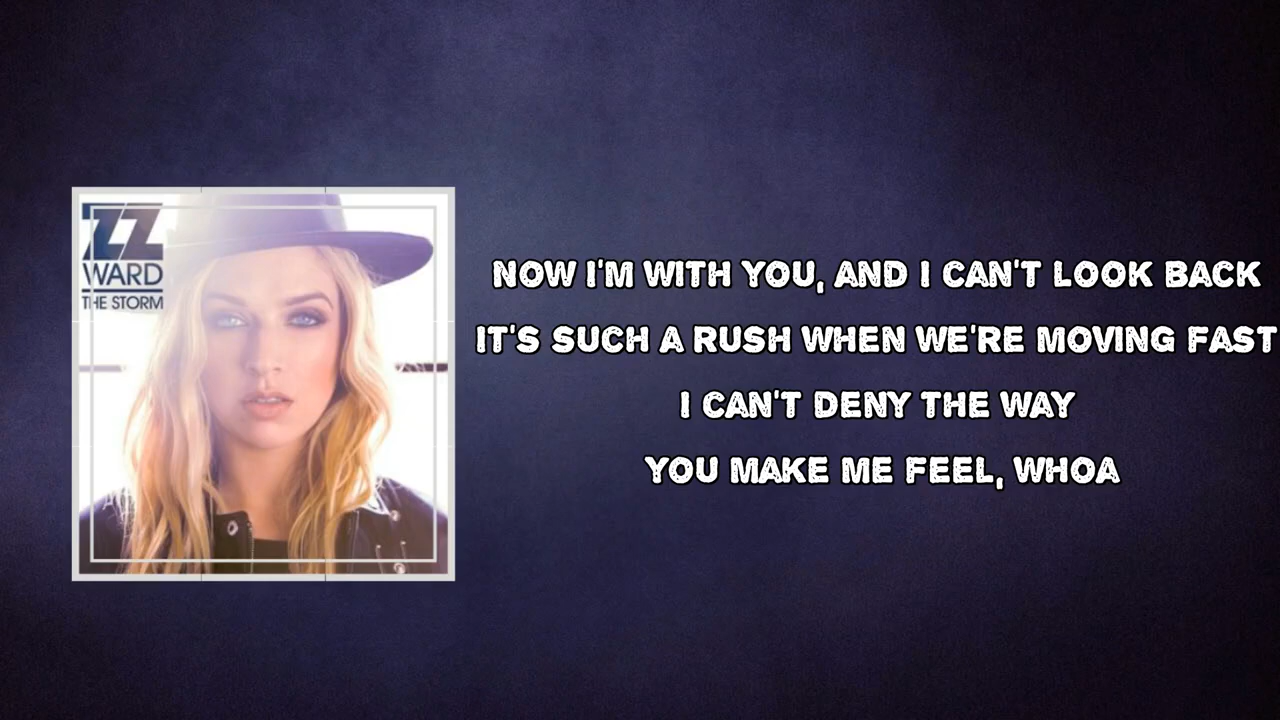 ZZ
WARD
THE STORM
NOW I'M WITH YOU, AND I CAN'T LOOK BACK
IT'S SUCH A RUSH WHEN WE'RE MOVING FAST
I CAN'T DENY THE WAY
YOU MAKE ME FEEL, WHOA